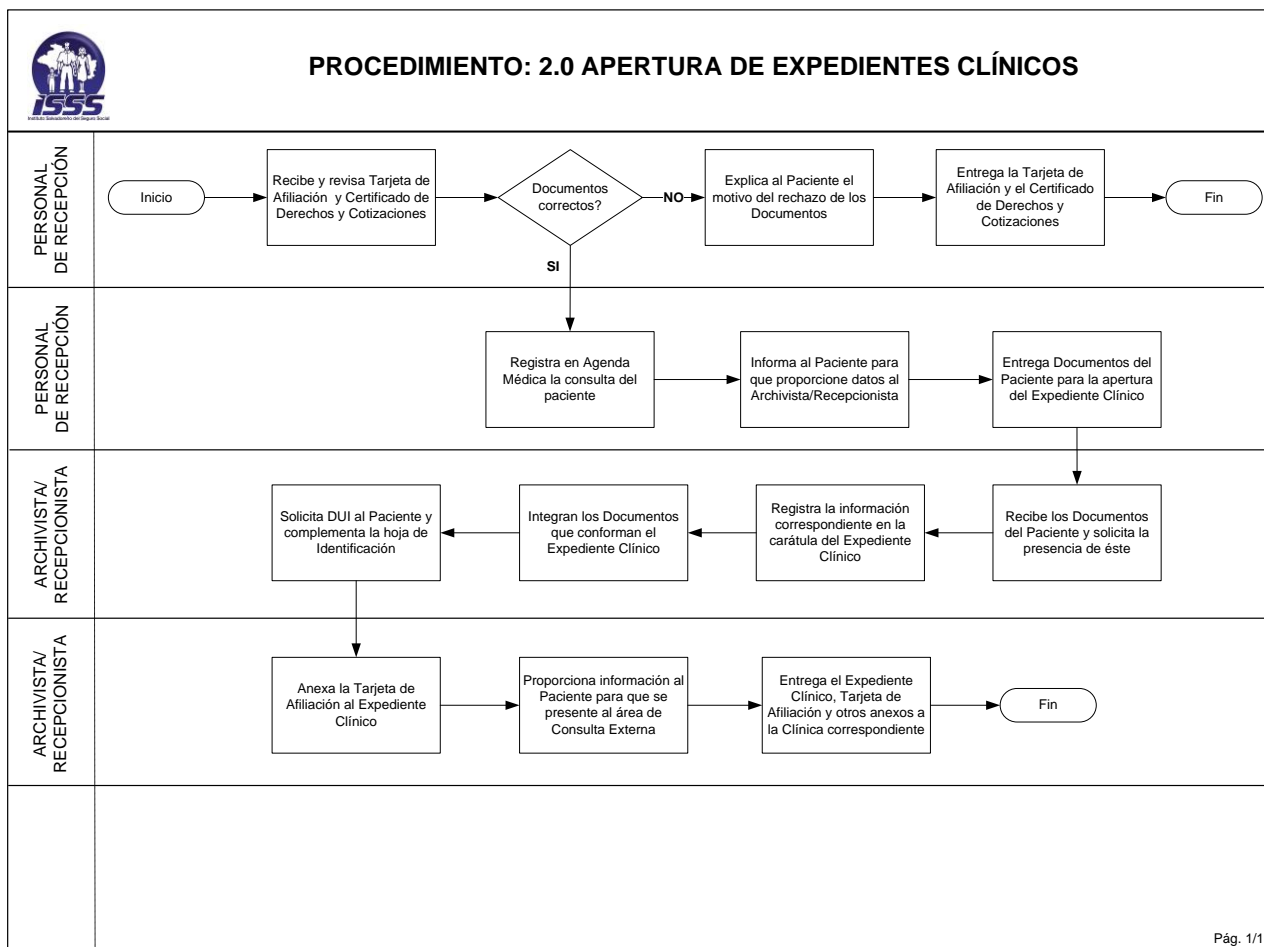 PROCEDIMIENTO: 2.0 APERTURA DE EXPEDIENTES CLÍNICOS
ISSS
Instituto Salvadoreño del Seguro Social
PERSONAL
DE RECEPCIÓN
Inicio
Recibe y revisa Tarjeta de
Afiliación y Certificado de
Derechos y Cotizaciones
Documentos
correctos?
NO
SI
Explica al Paciente el
motivo del rechazo de los
Documentos
Entrega la Tarjeta de
Afiliación y el Certificado
de Derechos y
Cotizaciones
Fin
PERSONAL
DE RECEPCIÓN
Registra en Agenda
Médica la consulta del
paciente
Informa al Paciente para
que proporcione datos al
Archivista/Recepcionista
Entrega Documentos del
Paciente para la apertura
del Expediente Clínico
ARCHIVISTA/
RECEPCIONISTA
Solicita DUI al Paciente y
complementa la hoja de
Identificación
Integran los Documentos
que conforman el
Expediente Clínico
Registra la información
correspondiente en la
carátula del Expediente
Clínico
Recibe los Documentos
del Paciente y solicita la
presencia de éste
ARCHIVISTA/
RECEPCIONISTA
Anexa la Tarjeta de
Afiliación al Expediente
Clínico
Proporciona información al
Paciente para que se
presente al área de
Consulta Externa
Entrega el Expediente
Clínico, Tarjeta de
Afiliación y otros anexos a
la Clínica correspondiente
Fin
Pág. 1/1